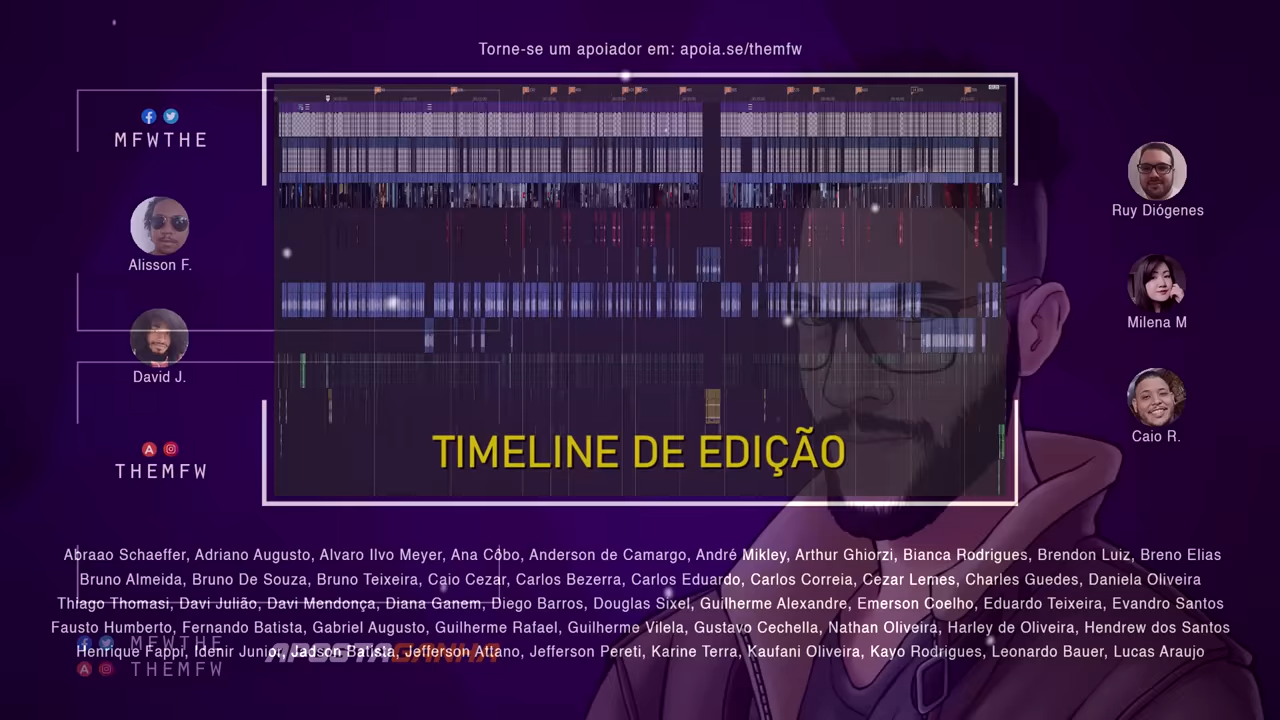 Torne-se um apoiador em: apoia.se/themfw
MFWTHE
Alisson F.
David J.
THEMFW
Ruy Diógenes
Milena M
Caio R.
TIMELINE DE EDIÇÃO
Abraao Schaeffer, Adriano Augusto, Alvaro Ilvo Meyer, Ana Côbo, Anderson de Camargo, André Mikley, Arthur Ghiorzi, Bianca Rodrigues, Brendon Luiz, Breno Elias
Bruno Almeida, Bruno De Souza, Bruno Teixeira, Caio Cezar, Carlos Bezerra, Carlos Eduardo, Carlos Correia, Cezar Lemes, Charles Guedes, Daniela Oliveira
Thiago Thomasi, Davi Julião, Davi Mendonça, Diana Ganem, Diego Barros, Douglas Sixel, Guilherme Alexandre, Emerson Coelho, Eduardo Teixeira, Evandro Santos
Fausto Humberto, Fernando Batista, Gabriel Augusto, Guilherme Rafael, Guilherme Vilela, Gustavo Cechella, Nathan Oliveira, Harley de Oliveira, Hendrew dos Santos
MFWTHE
Henrique Fappi, Idemir Junior, Jadson Batista, Jefferson Attano, Jefferson Pereti, Karine Terra, Kaufani Oliveira, Kayo Rodrigues, Leonardo Bauer, Lucas Araujo
APOSTAGANHA
THEMFW